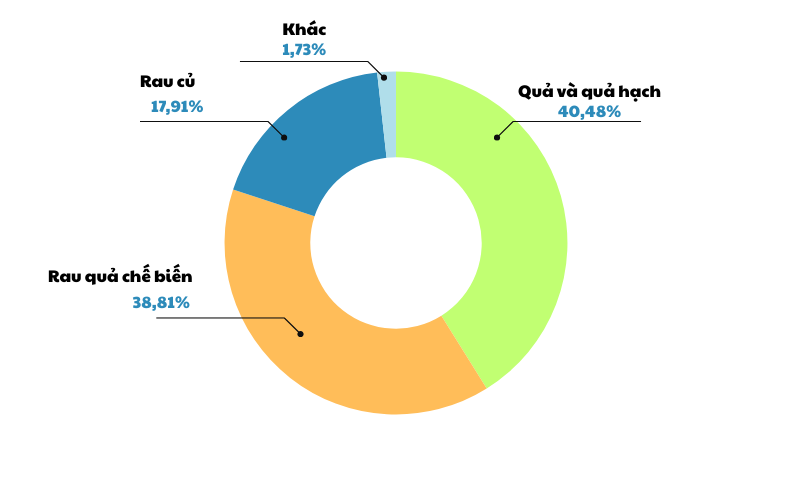 Khác
1,73%
Rau củ
17,91%
Quả và quả hạch
40,48%
Rau quả chế biến
38,81%